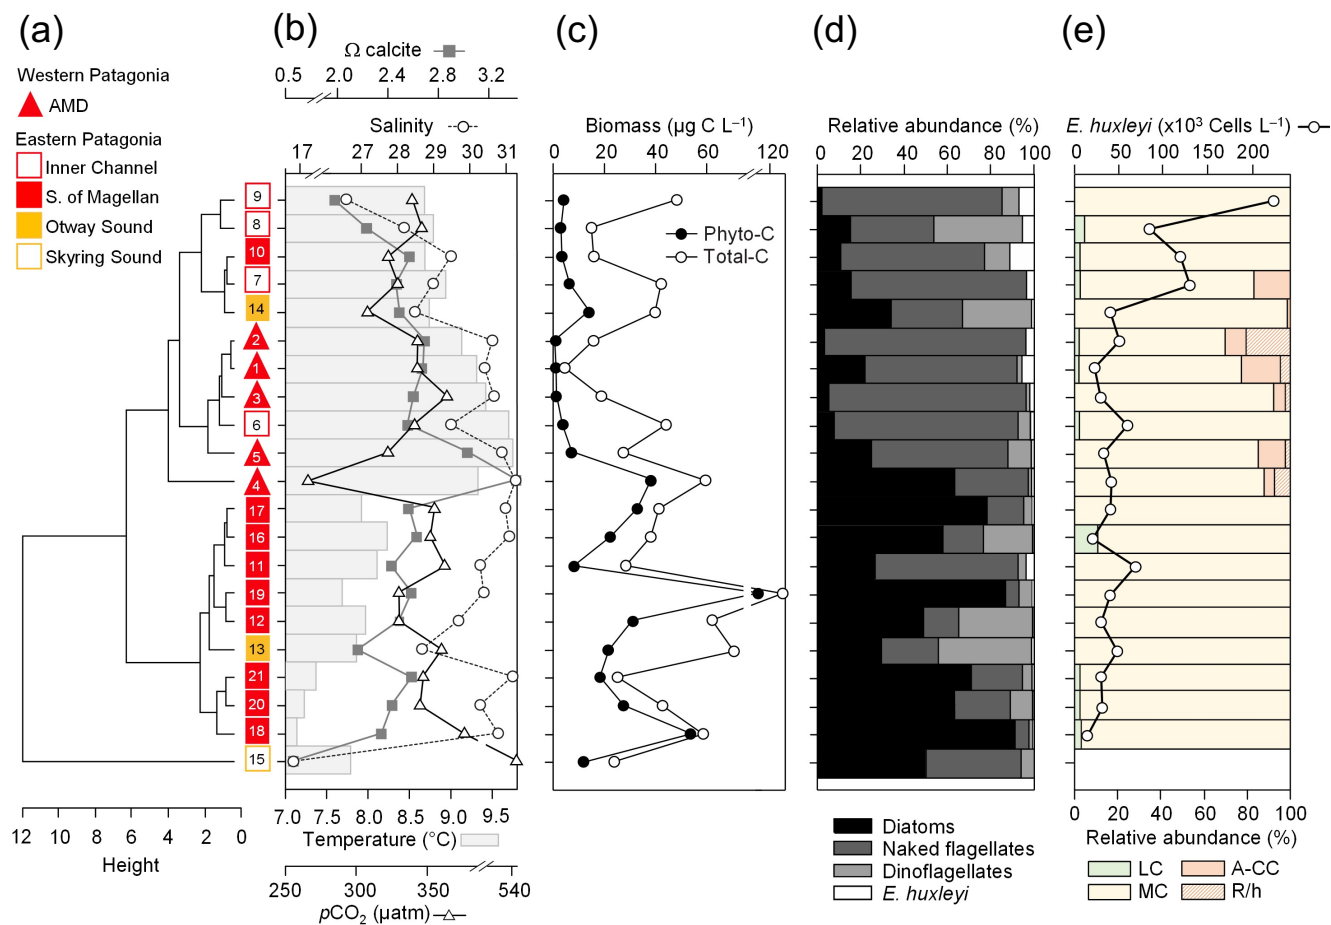 (a)
Western Patagonia
AMD
Eastern Patagonia
Inner Channel
S. of Magellan
Otway Sound
Skyring Sound
9
8
10
7
14
2
1
3
6
5
4
17
16
11
19
12
13
21
20
18
15
12 10 8 6 4 2 0
Height
(b)
Ω calcite
0.5 2.0 2.4 2.8 3.2
Salinity
17 27 28 29 30 31
7.0 7.5 8.0 8.5 9.0 9.5
Temperature (°C)
250 300 350 540
pCO₂ (µatm)
(c)
Biomass (µg C L⁻¹)
0 20 40 60 120
Phyto-C
Total-C
(d)
Relative abundance (%)
0 20 40 60 80 100
Diatoms
Naked flagellates
Dinoflagellates
E. huxleyi
(e)
E. huxleyi (x10³ Cells L⁻¹)
0 50 100 150 200
0 20 40 60 80 100
Relative abundance (%)
LC A-CC
MC R/h